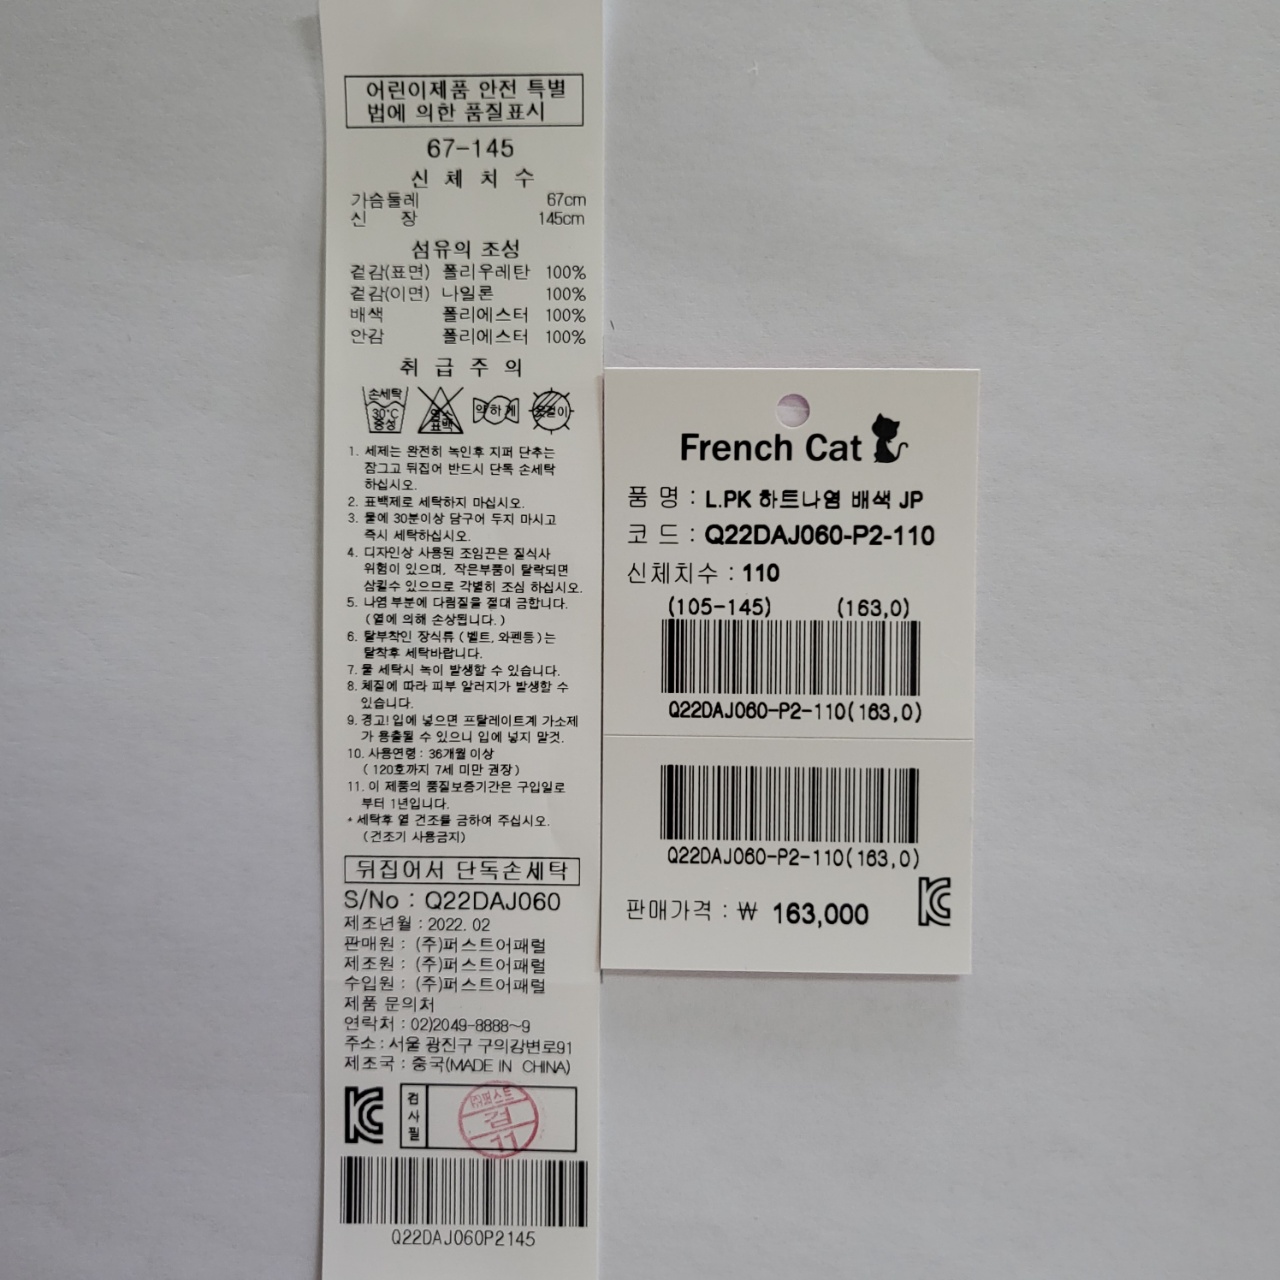 어린이제품 안전 특별
법에 의한 품질표시
67-145
신 체 치 수
가슴둘레 67cm
신 장 145cm
섬유의 조성
겉감(표면) 폴리우레탄 100%
겉감(이면) 나일론 100%
배색 폴리에스터 100%
안감 폴리에스터 100%
취 급 주 의
손세탁
30°C
중성
염소
표백
약하게
옷걸이
1. 세제는 완전히 녹인후 지퍼 단추는
잠그고 뒤집어 반드시 단독 손세탁
하십시오.
2. 표백제로 세탁하지 마십시오.
3. 물에 30분이상 담구어 두지 마시고
즉시 세탁하십시오.
4. 디자인상 사용된 조임끈은 질식사
위험이 있으며, 작은부품이 탈락되면
삼킬수 있으므로 각별히 조심 하십시오.
5. 나염 부분에 다림질을 절대 금합니다.
(열에 의해 손상됩니다.)
6. 탈부착인 장식류 (벨트, 와펜등)는
탈착후 세탁바랍니다.
7. 물 세탁시 녹이 발생할 수 있습니다.
8. 체질에 따라 피부 알러지가 발생할 수
있습니다.
9. 경고! 입에 넣으면 프탈레이트계 가소제
가 용출될 수 있으니 입에 넣지 말것.
10. 사용연령 : 36개월 이상
( 120호까지 7세 미만 권장 )
11. 이 제품의 품질보증기간은 구입일로
부터 1년입니다.
* 세탁후 열 건조를 금하여 주십시오.
(건조기 사용금지)
뒤집어서 단독손세탁
S/No : Q22DAJ060
제조년월 : 2022. 02
판매원 : (주)퍼스트어패럴
제조원 : (주)퍼스트어패럴
수입원 : (주)퍼스트어패럴
제품 문의처
연락처 : 02)2049-8888~9
주소 : 서울 광진구 구의강변로91
제조국 : 중국(MADE IN CHINA)
KC
검사필
(주)퍼스트
검
11
Q22DAJ060P2145
French Cat
품 명 : L.PK 하트나염 배색 JP
코 드 : Q22DAJ060-P2-110
신체치수 : 110
(105-145) (163,0)
Q22DAJ060-P2-110(163,0)
Q22DAJ060-P2-110(163,0)
KC
판매가격 : ₩ 163,000